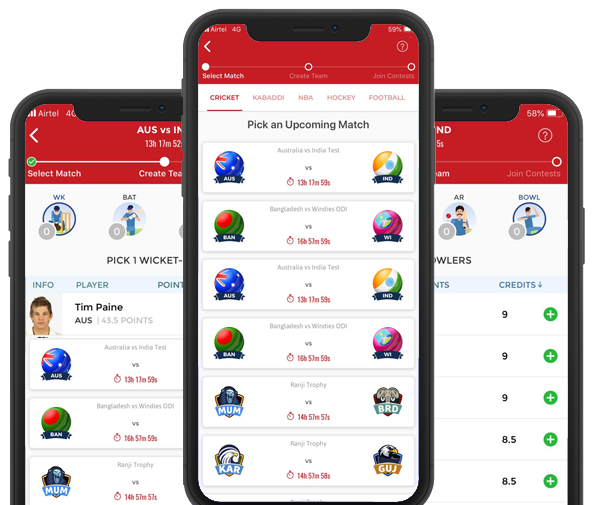 Airtel 4G 59%
?
Select Match Create Team Join Contests
CRICKET KABADDI NBA HOCKEY FOOTBALL
Pick an Upcoming Match
Australia vs India Test
AUS vs IND
13h 17m 59s
Bangladesh vs Windies ODI
BAN vs WI
16h 57m 59s
Australia vs India Test
AUS vs IND
13h 17m 59s
Bangladesh vs Windies ODI
BAN vs WI
16h 57m 59s
Ranji Trophy
MUM vs BRD
14h 57m 57s
Ranji Trophy
KAR vs GUJ
14h 57m 58s
Airtel 4G
AUS vs IN
13h 17m 52s
Select Match Create Tea
WK BAT
0 0
PICK 1 WICKET-
INFO PLAYER POINT
Tim Paine
AUS | 43.5 POINTS
Australia vs India Test
AUS vs
13h 17m 59s
Bangladesh vs Windies ODI
BAN vs
16h 57m 59s
Ranji Trophy
MUM vs
14h 57m 57s
58%
IND
5s
?
eam Join Contests
AR BOWL
0 0
OWLERS
NTS CREDITS ↓
9
9
9
8.5
8.5